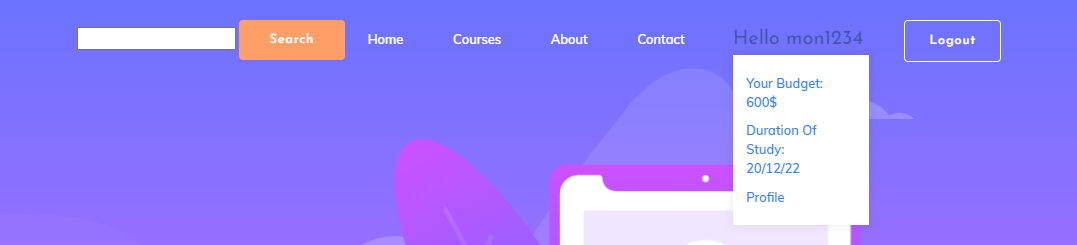 Search Home Courses About Contact Hello mon1234 Logout
Your Budget:
600$
Duration Of
Study:
20/12/22
Profile